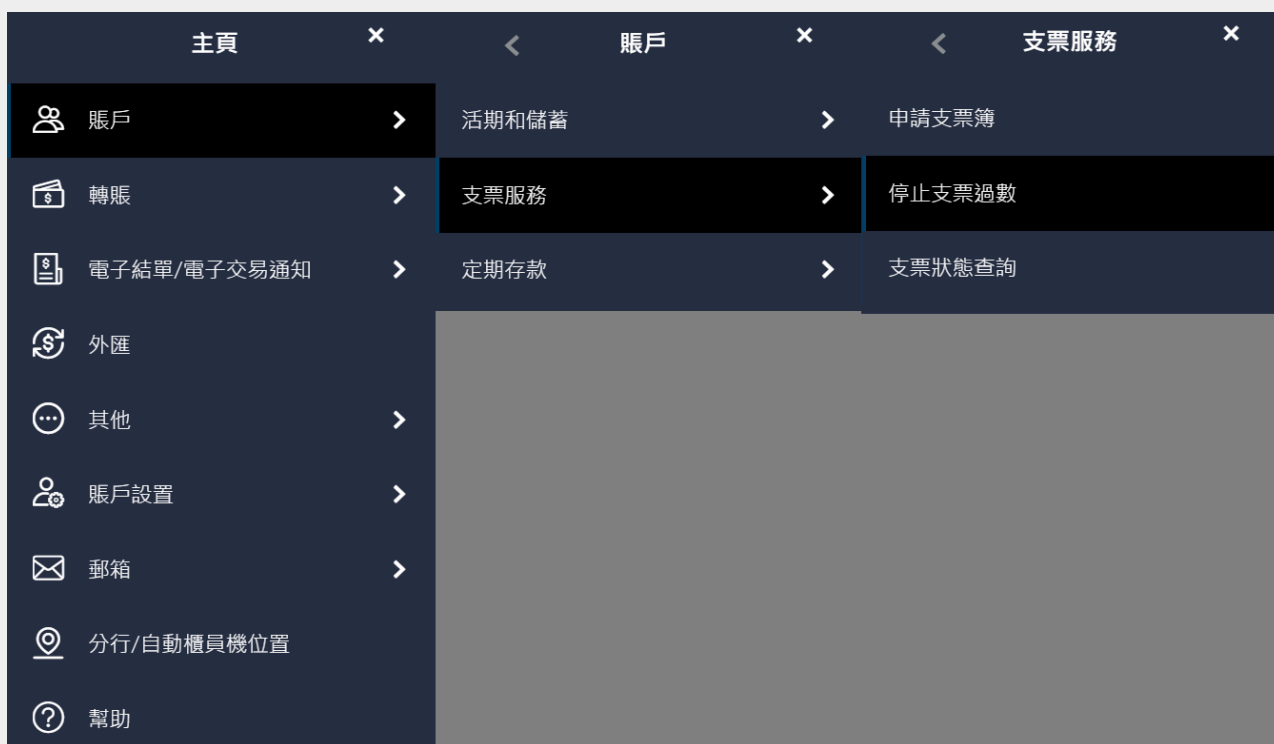 主頁
賬戶
轉賬
電子結單/電子交易通知
外匯
其他
賬戶設置
郵箱
分行/自動櫃員機位置
幫助
賬戶
活期和儲蓄
支票服務
定期存款
支票服務
申請支票簿
停止支票過數
支票狀態查詢